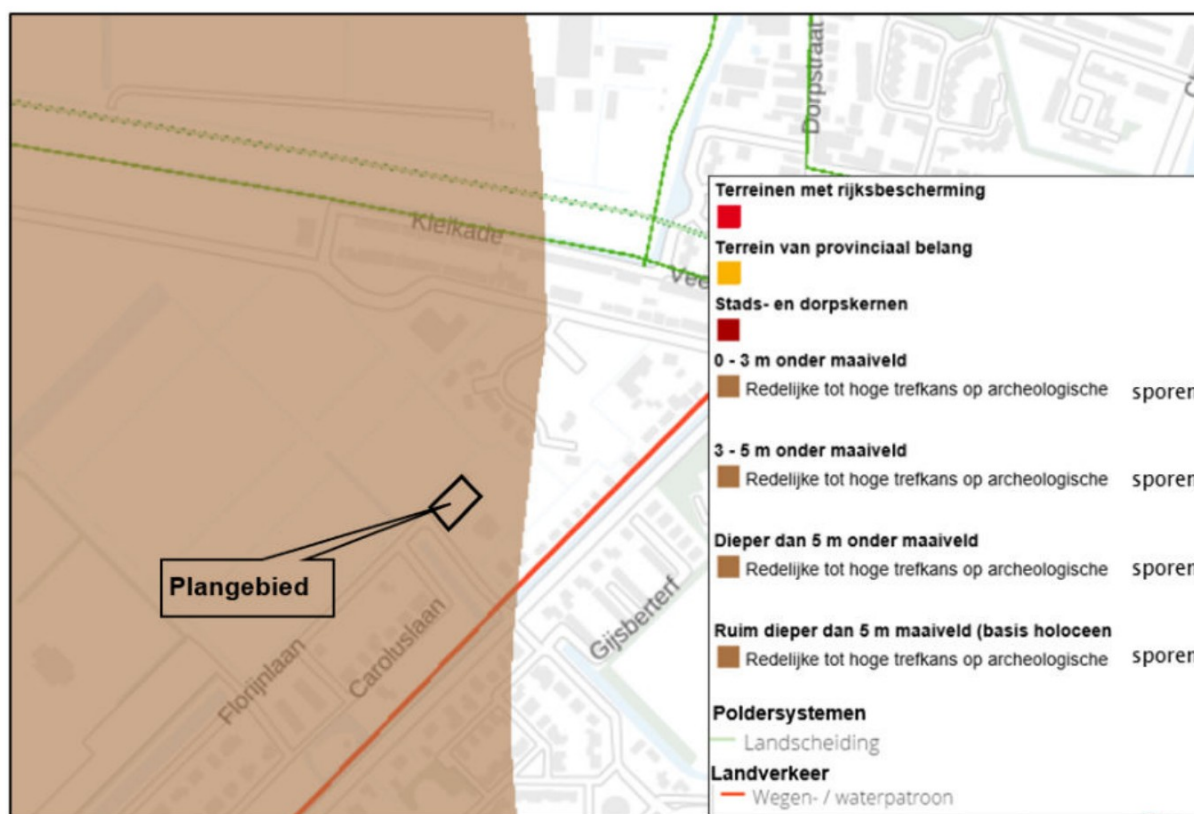 Dorpstraat
Kleikade
Vee
Plangebied
Florijnlaan
Caroluslaan
Gijsberterf
Terreinen met rijksbescherming
Terrein van provinciaal belang
Stads- en dorpskernen
0 - 3 m onder maaiveld
Redelijke tot hoge trefkans op archeologische sporen
3 - 5 m onder maaiveld
Redelijke tot hoge trefkans op archeologische sporen
Dieper dan 5 m onder maaiveld
Redelijke tot hoge trefkans op archeologische sporen
Ruim dieper dan 5 m maaiveld (basis holoceen
Redelijke tot hoge trefkans op archeologische sporen
Poldersystemen
Landscheiding
Landverkeer
Wegen- / waterpatroon